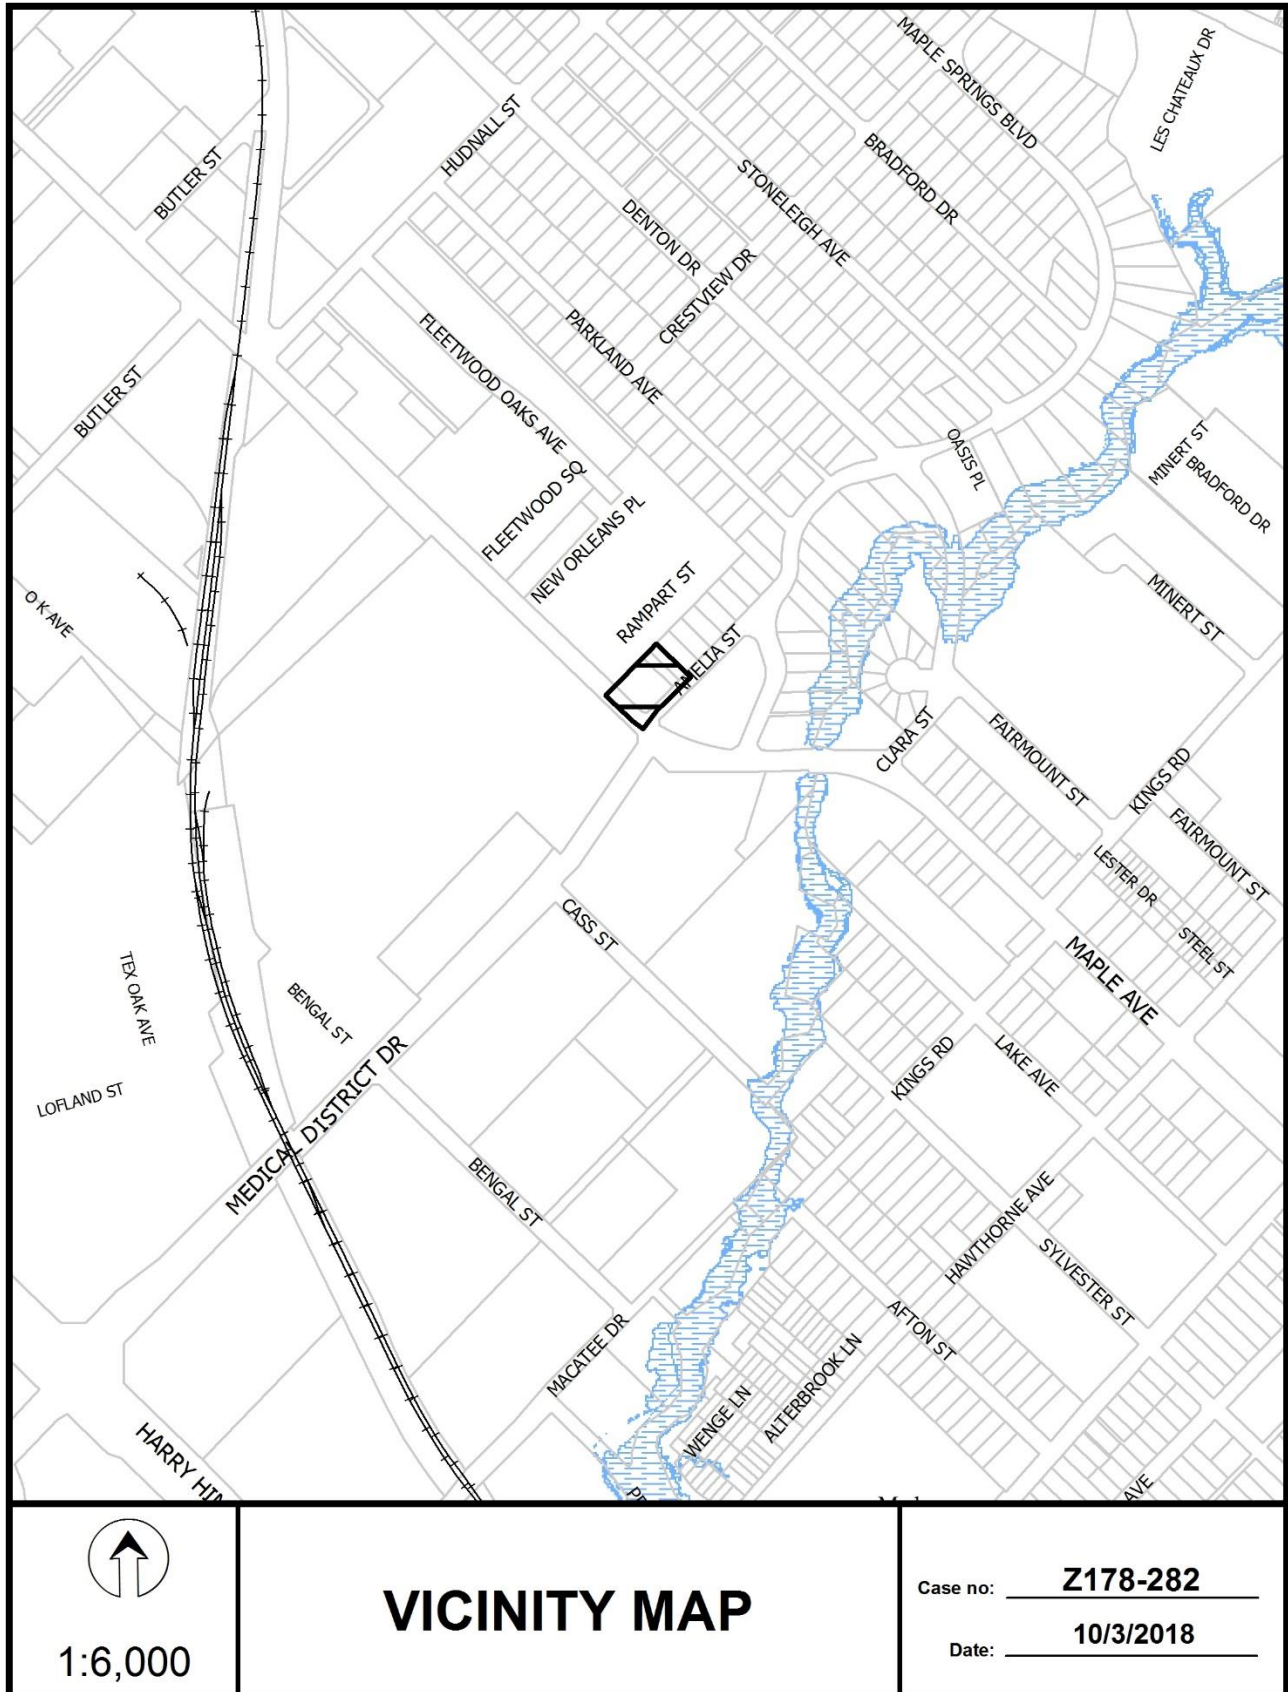 MAPLE SPRINGS BLVD
LES CHATEAUX DR
HUDNALL ST
BUTLER ST
BRADFORD DR
STONELEIGH AVE
DENTON DR
CRESTVIEW DR
PARKLAND AVE
FLEETWOOD OAKS AVE
BUTLER ST
OASIS PL
MINERT ST
BRADFORD DR
FLEETWOOD SQ
NEW ORLEANS PL
RAMPART ST
AMELIA ST
O K AVE
MINERT ST
CLARA ST
FAIRMOUNT ST
KINGS RD
FAIRMOUNT ST
LESTER DR
STEEL ST
CASS ST
MAPLE AVE
TEX OAK AVE
BENGAL ST
LOFLAND ST
MEDICAL DISTRICT DR
KINGS RD
LAKE AVE
BENGAL ST
HAWTHORNE AVE
SYLVESTER ST
MACATEE DR
AFTON ST
WENGE LN
ALTERBROOK LN
HARRY HIN
AVE
1:6,000
VICINITY MAP
Case no: Z178-282
Date: 10/3/2018